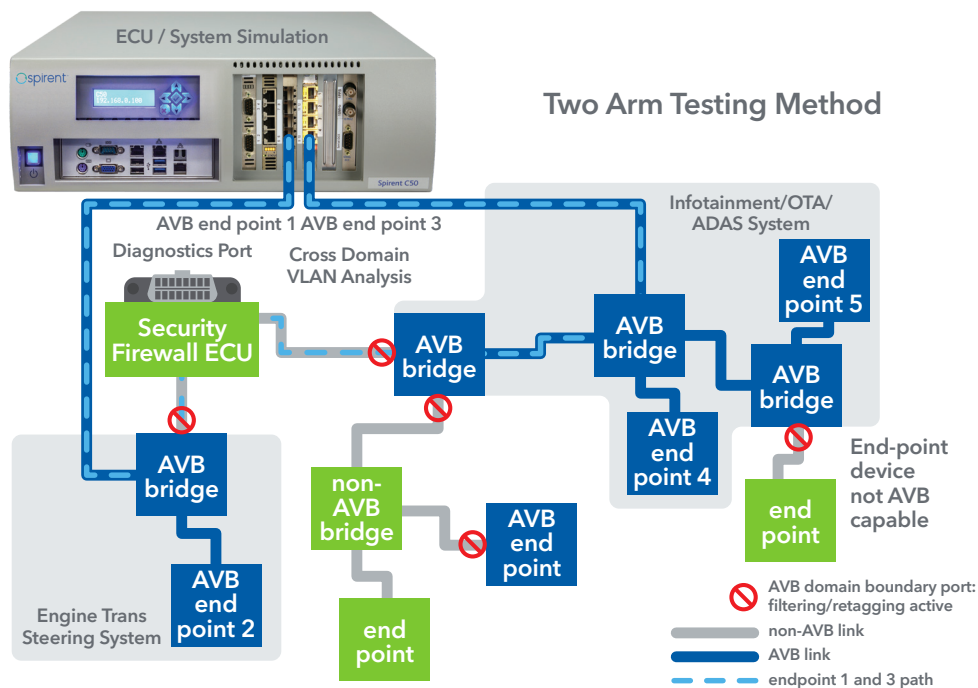 ECU / System Simulation
spirent
192.168.0.100
Spirent C50
Two Arm Testing Method
AVB end point 1 AVB end point 3
Infotainment/OTA/
ADAS System
Diagnostics Port
Cross Domain
VLAN Analysis
AVB
end
point 5
Security
Firewall ECU
AVB
bridge
AVB
bridge
AVB
bridge
AVB
end
point 4
End-point
device
not AVB
capable
AVB
bridge
non-
AVB
bridge
AVB
end
point
end
point
AVB
end
point 2
Engine Trans
Steering System
end
point
AVB domain boundary port:
filtering/retagging active
non-AVB link
AVB link
endpoint 1 and 3 path